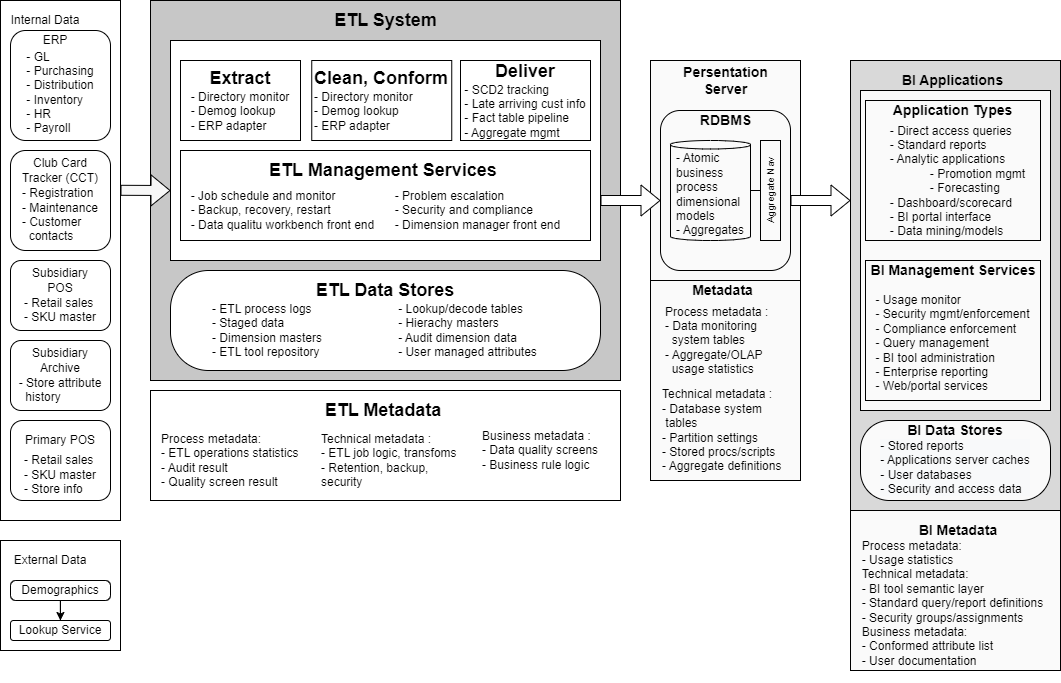 Internal Data
ERP
- GL
- Purchasing
- Distribution
- Inventory
- HR
- Payroll
Club Card
Tracker (CCT)
- Registration
- Maintenance
- Customer
contacts
Subsidiary
POS
- Retail sales
- SKU master
Subsidiary
Archive
- Store attribute
history
Primary POS
- Retail sales
- SKU master
- Store info
External Data
Demographics
Lookup Service
ETL System
Extract
- Directory monitor
- Demog lookup
- ERP adapter
Clean, Conform
- Directory monitor
- Demog lookup
- ERP adapter
Deliver
- SCD2 tracking
- Late arriving cust info
- Fact table pipeline
- Aggregate mgmt
ETL Management Services
- Job schedule and monitor
- Backup, recovery, restart
- Data qualitu workbench front end
- Problem escalation
- Security and compliance
- Dimension manager front end
ETL Data Stores
- ETL process logs
- Staged data
- Dimension masters
- ETL tool repository
- Lookup/decode tables
- Hierachy masters
- Audit dimension data
- User managed attributes
ETL Metadata
Process metadata:
- ETL operations statistics
- Audit result
- Quality screen result
Technical metadata :
- ETL job logic, transfoms
- Retention, backup,
security
Business metadata :
- Data quality screens
- Business rule logic
Persentation
Server
RDBMS
- Atomic
business
process
dimensional
models
- Aggregates
Aggregate Nav
Metadata
Process metadata :
- Data monitoring
system tables
- Aggregate/OLAP
usage statistics
Technical metadata :
- Database system
tables
- Partition settings
- Stored procs/scripts
- Aggregate definitions
BI Applications
Application Types
- Direct access queries
- Standard reports
- Analytic applications
- Promotion mgmt
- Forecasting
- Dashboard/scorecard
- BI portal interface
- Data mining/models
BI Management Services
- Usage monitor
- Security mgmt/enforcement
- Compliance enforcement
- Query management
- BI tool administration
- Enterprise reporting
- Web/portal services
BI Data Stores
- Stored reports
- Applications server caches
- User databases
- Security and access data
BI Metadata
Process metadata:
- Usage statistics
Technical metadata:
- BI tool semantic layer
- Standard query/report definitions
- Security groups/assignments
Business metadata:
- Conformed attribute list
- User documentation